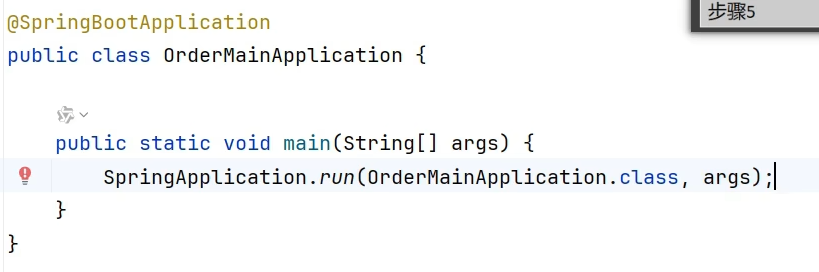 步骤5
@SpringBootApplication
public class OrderMainApplication {
    public static void main(String[] args) {
        SpringApplication.run(OrderMainApplication.class, args);
    }
}